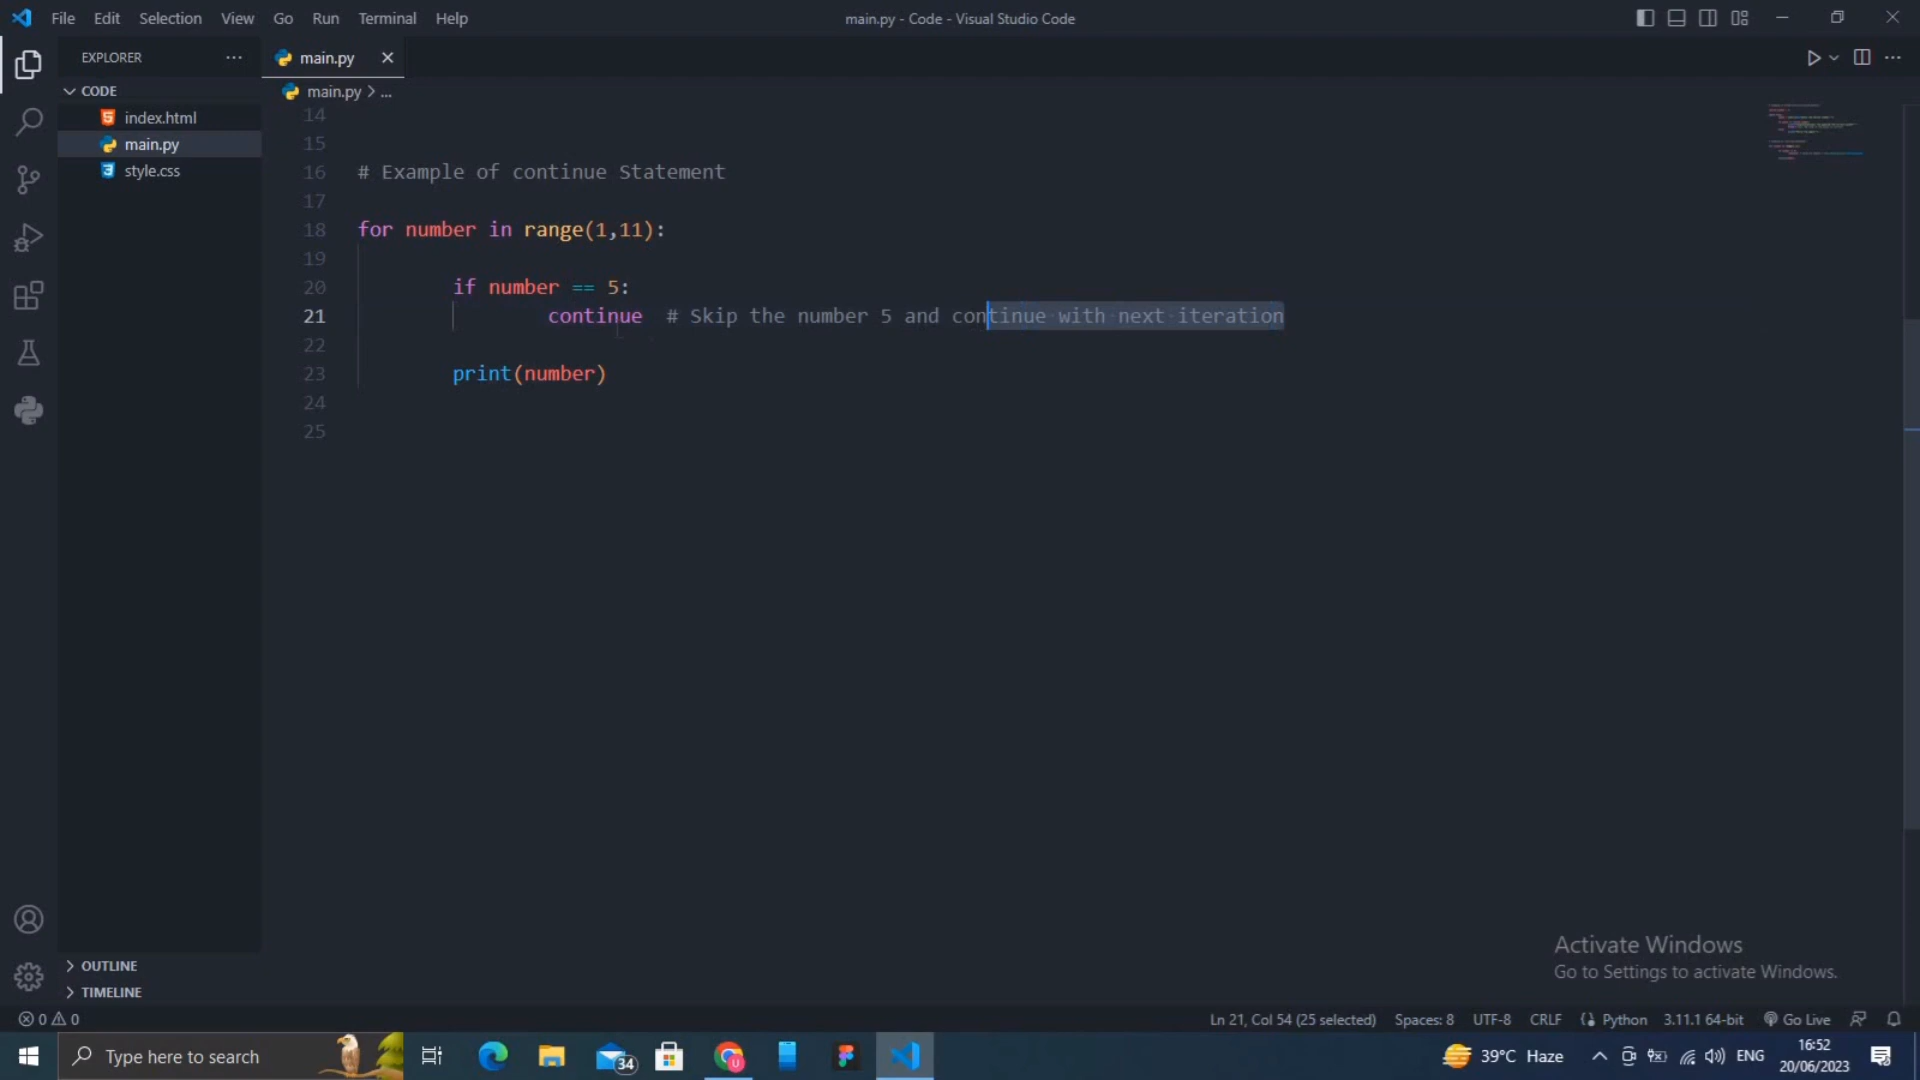 File Edit Selection View Go Run Terminal Help
main.py - Code - Visual Studio Code
EXPLORER
main.py
CODE
main.py > ...
index.html
main.py
style.css
14
15
16 # Example of continue Statement
17
18 for number in range(1,11):
19
20 if number == 5:
21 continue # Skip the number 5 and continue with next iteration
22
23 print(number)
24
25
Activate Windows
Go to Settings to activate Windows.
OUTLINE
TIMELINE
0 0
Ln 21, Col 54 (25 selected) Spaces: 8 UTF-8 CRLF Python 3.11.1 64-bit Go Live
Type here to search
34
39°C Haze
ENG
16:52
20/06/2023